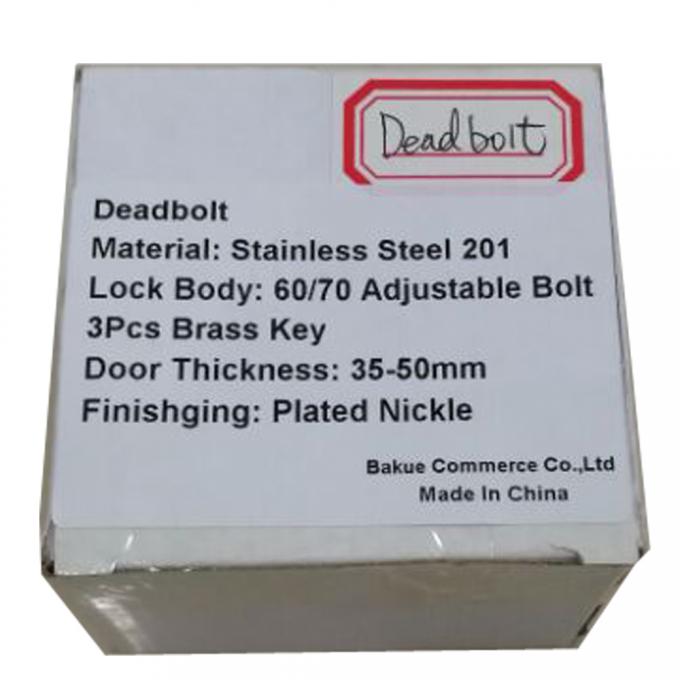 Deadbolt
Deadbolt
Material: Stainless Steel 201
Lock Body: 60/70 Adjustable Bolt
3Pcs Brass Key
Door Thickness: 35-50mm
Finishging: Plated Nickle
Bakue Commerce Co.,Ltd
Made In China